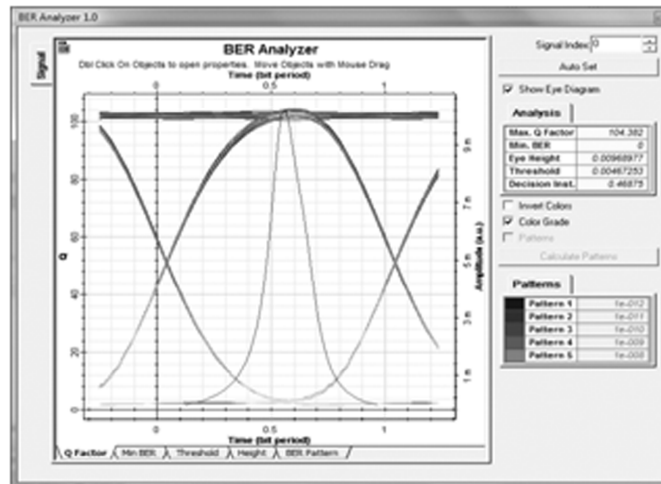 BER Analyzer 1.0
Signal
BER Analyzer
Dbl Click On Objects to open properties. Move Objects with Mouse Drag
Time (bit period)
0 0.5 1
100
80
60
40
20
0
Q
9 m
7 m
5 m
3 m
1 m
Amplitude (a.u.)
0 0.5 1
Time (bit period)
Q Factor Min BER Threshold Height BER Pattern
Signal Index: 0
Auto Set
Show Eye Diagram
Analysis
Max. Q Factor 104.382
Min. BER 0
Eye Height 0.00968977
Threshold 0.00467253
Decision Inst. 0.46875
Invert Colors
Color Grade
Patterns
Calculate Patterns
Patterns
Pattern 1 1e-012
Pattern 2 1e-011
Pattern 3 1e-010
Pattern 4 1e-009
Pattern 5 1e-008